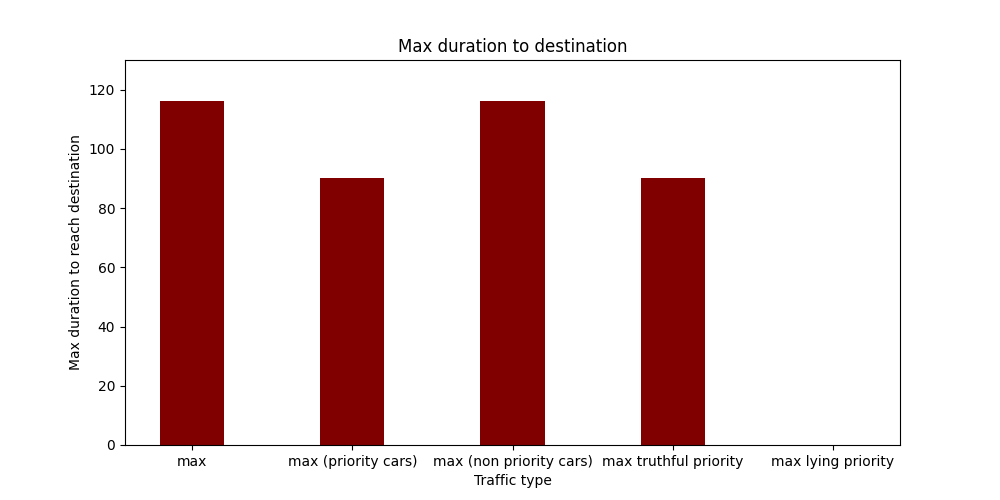 Max duration to destination
Max duration to reach destination
120
100
80
60
40
20
0
max max (priority cars) max (non priority cars) max truthful priority max lying priority
Traffic type